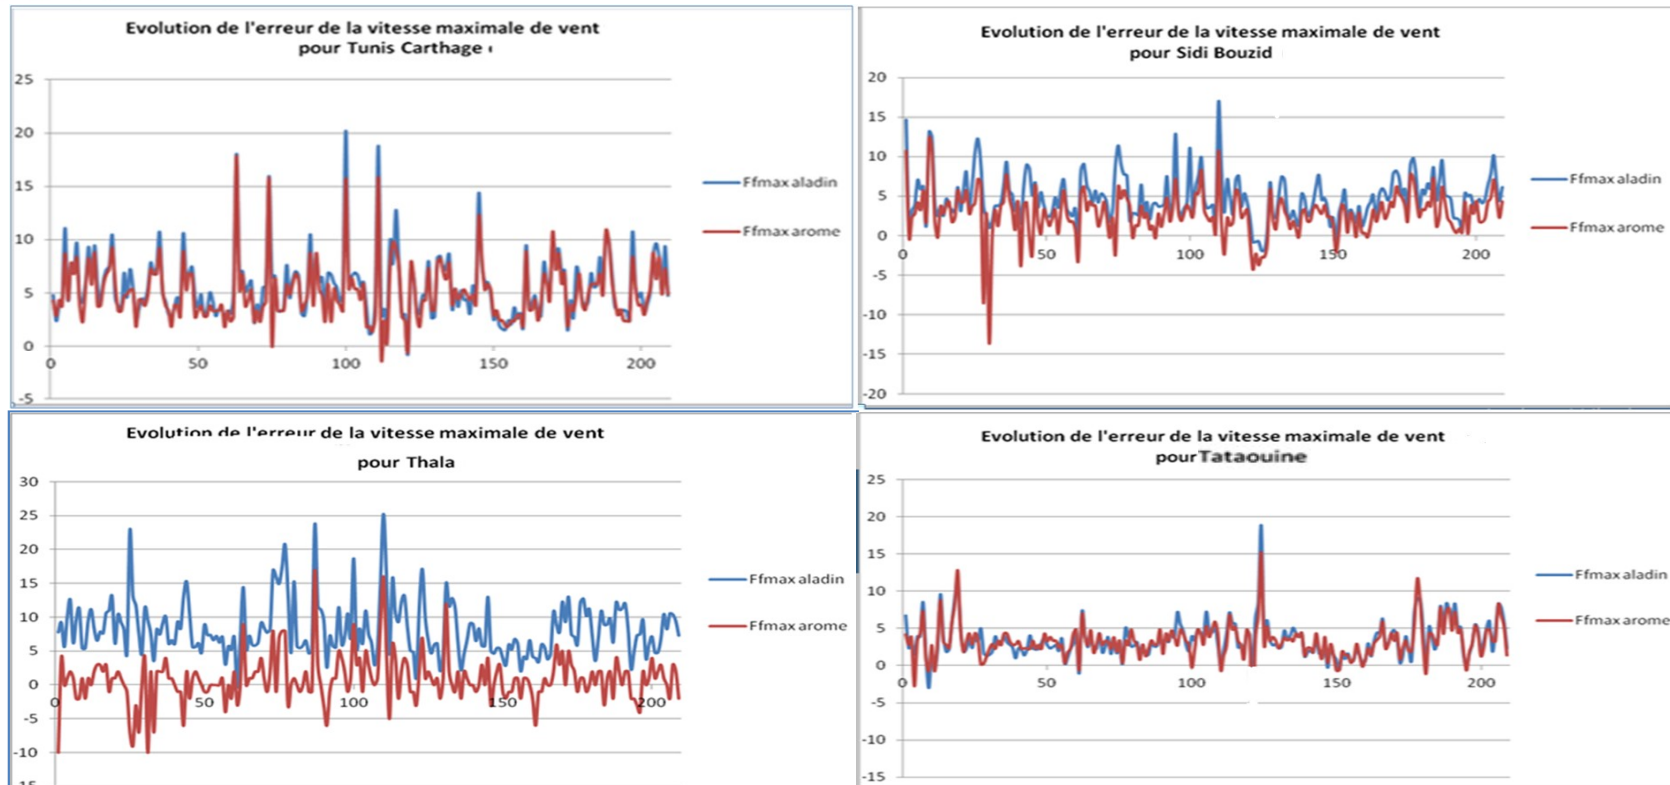 Evolution de l'erreur de la vitesse maximale de vent
pour Tunis Carthage
25
20
15
10
5
0
-5
0 50 100 150 200
Ffmax aladin
Ffmax arome
Evolution de l'erreur de la vitesse maximale de vent
pour Sidi Bouzid
20
15
10
5
0
-5
-10
-15
-20
0 50 100 150 200
Ffmax aladin
Ffmax arome
Evolution de l'erreur de la vitesse maximale de vent
pour Thala
30
25
20
15
10
5
0
-5
-10
-15
0 50 100 150 200
Ffmax aladin
Ffmax arome
Evolution de l'erreur de la vitesse maximale de vent
pour Tataouine
25
20
15
10
5
0
-5
-10
-15
0 50 100 150 200
Ffmax aladin
Ffmax arome